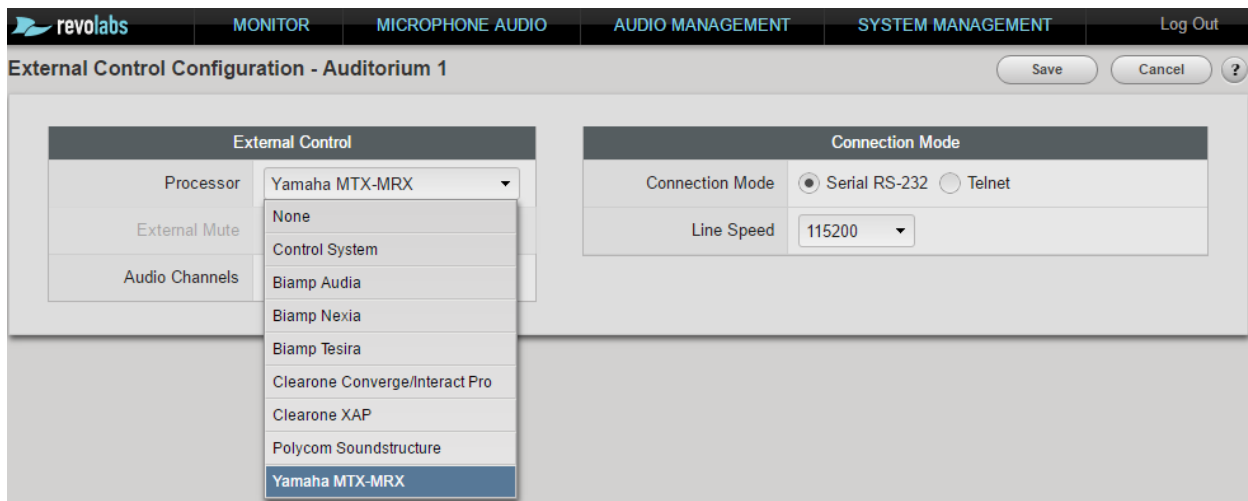 revolabs MONITOR MICROPHONE AUDIO AUDIO MANAGEMENT SYSTEM MANAGEMENT Log Out
External Control Configuration - Auditorium 1 Save Cancel ?
External Control
Processor Yamaha MTX-MRX
External Mute
Audio Channels
None
Control System
Biamp Audia
Biamp Nexia
Biamp Tesira
Clearone Converge/Interact Pro
Clearone XAP
Polycom Soundstructure
Yamaha MTX-MRX
Connection Mode
Connection Mode Serial RS-232 Telnet
Line Speed 115200